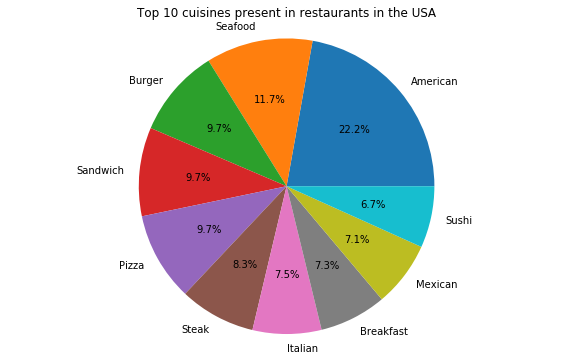 Top 10 cuisines present in restaurants in the USA
Seafood
American
Burger
Sandwich
Pizza
Steak
Italian
Breakfast
Mexican
Sushi
22.2%
11.7%
9.7%
9.7%
9.7%
8.3%
7.5%
7.3%
7.1%
6.7%